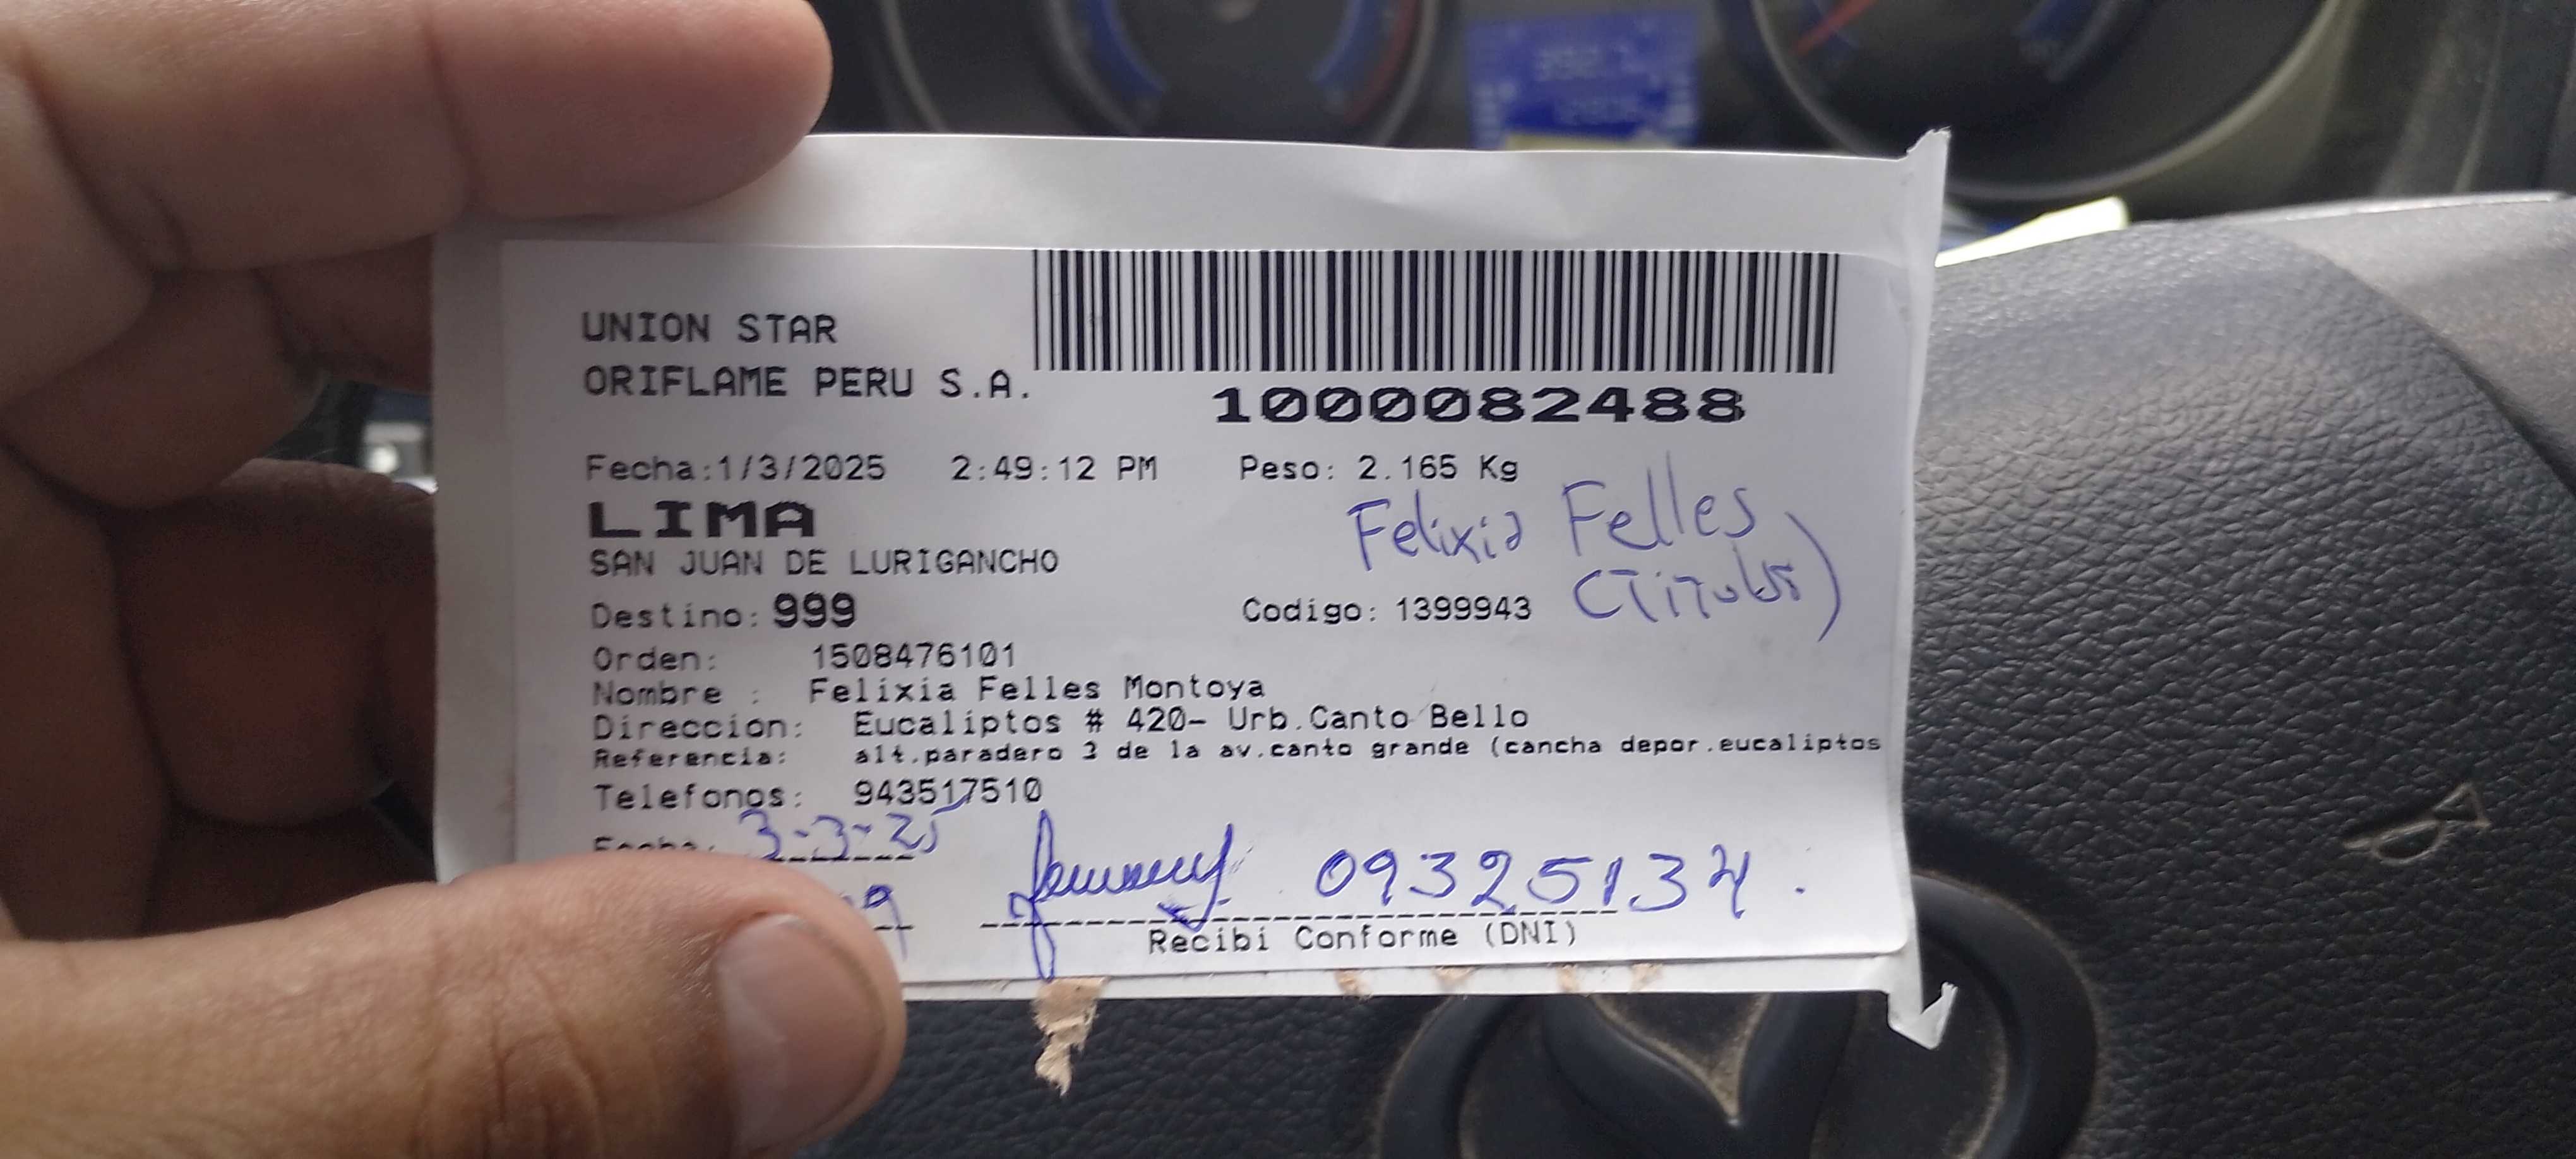 UNION STAR
ORIFLAME PERU S.A.
1000082488
Fecha:1/3/2025 2:49:12 PM Peso: 2.165 Kg
LIMA
Felixia Felles
SAN JUAN DE LURIGANCHO
(Titular)
Destino: 999 Codigo: 1399943
Orden: 1508476101
Nombre : Felixia Felles Montoya
Direccion: Eucaliptos # 420- Urb.Canto Bello
Referencia: alt.paradero 3 de la av.canto grande (cancha depor.eucaliptos
Telefonos: 943517510
Fecha: 3-3-25
09325134
Recibi Conforme (DNI)